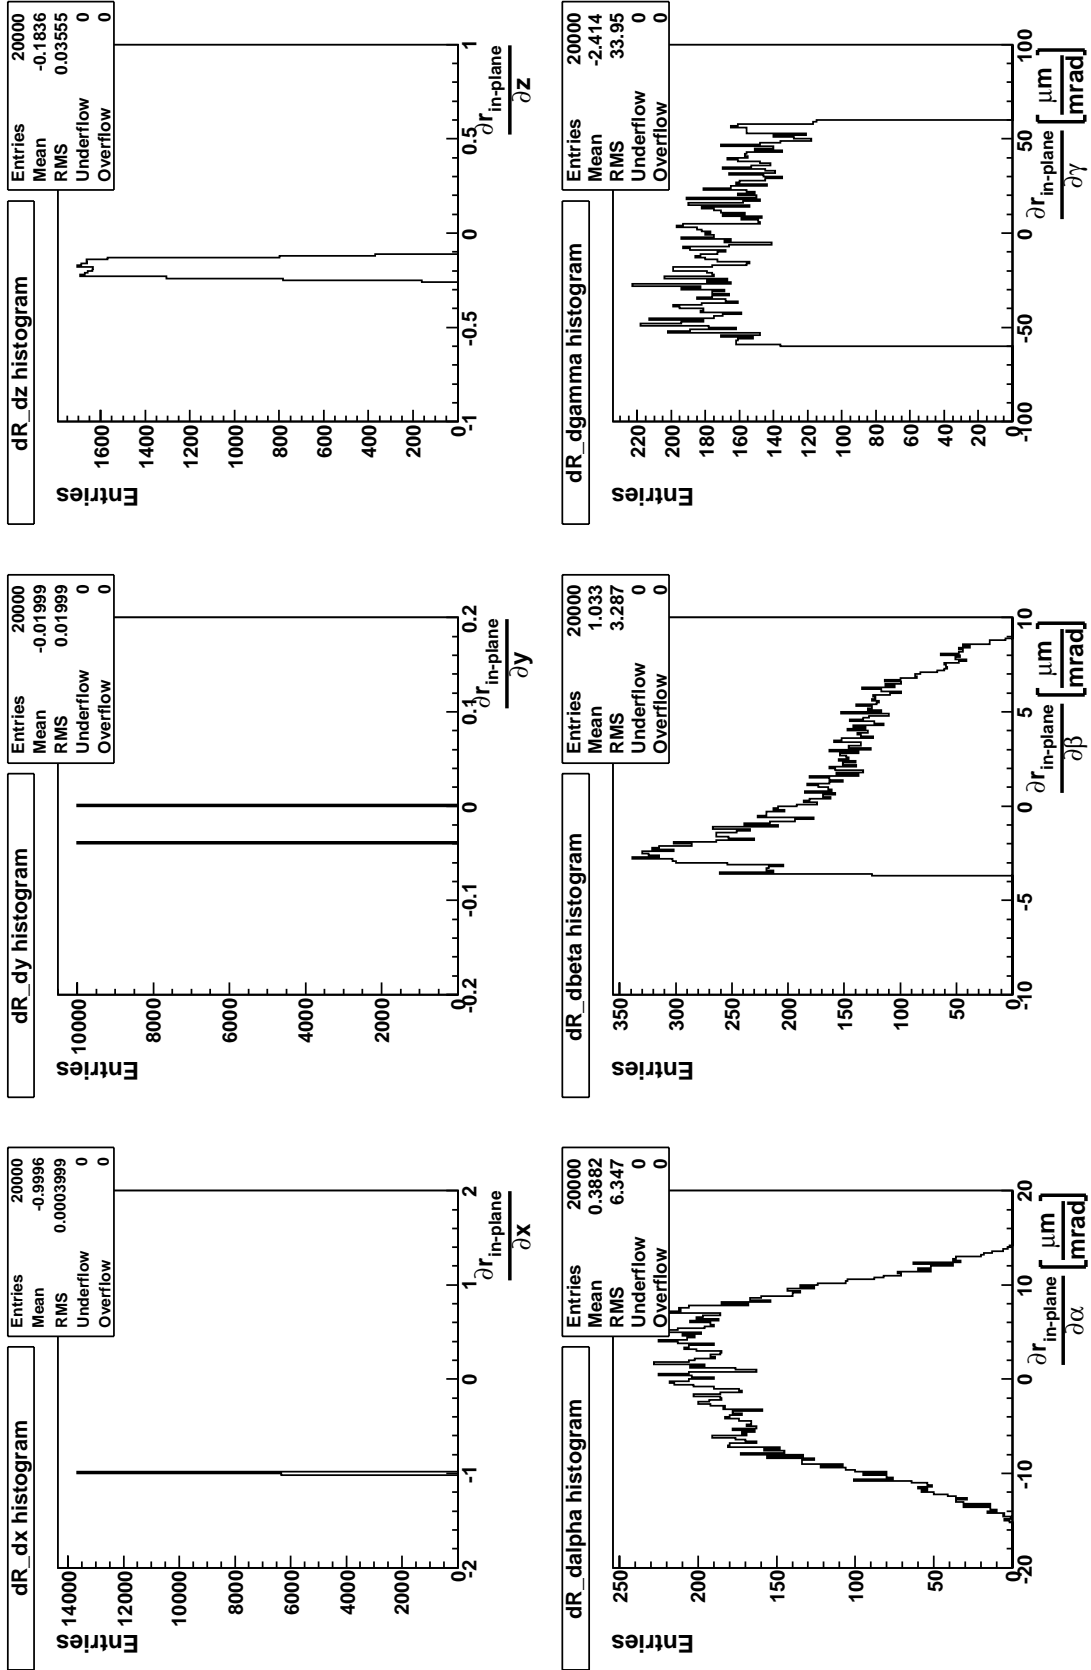 dR_dx histogram
Entries 20000
Mean -0.9996
RMS 0.0003999
Underflow 0
Overflow 0
Entries
14000
12000
10000
8000
6000
4000
2000
0
-2 -1 0 1 2
∂r in-plane
∂x
dR_dy histogram
Entries 20000
Mean -0.01999
RMS 0.01999
Underflow 0
Overflow 0
Entries
10000
8000
6000
4000
2000
0
-0.2 -0.1 0 0.1 0.2
∂r in-plane
∂y
dR_dz histogram
Entries 20000
Mean -0.1836
RMS 0.03555
Underflow 0
Overflow 0
Entries
1600
1400
1200
1000
800
600
400
200
0
-1 -0.5 0 0.5 1
∂r in-plane
∂z
dR_dalpha histogram
Entries 20000
Mean 0.3882
RMS 6.347
Underflow 0
Overflow 0
Entries
250
200
150
100
50
0
-20 -10 0 10 20
∂r in-plane [μm
∂α mrad]
dR_dbeta histogram
Entries 20000
Mean 1.033
RMS 3.287
Underflow 0
Overflow 0
Entries
350
300
250
200
150
100
50
0
-10 -5 0 5 10
∂r in-plane [μm
∂β mrad]
dR_dgamma histogram
Entries 20000
Mean -2.414
RMS 33.95
Underflow 0
Overflow 0
Entries
220
200
180
160
140
120
100
80
60
40
20
0
-100 -50 0 50 100
∂r in-plane [μm
∂γ mrad]